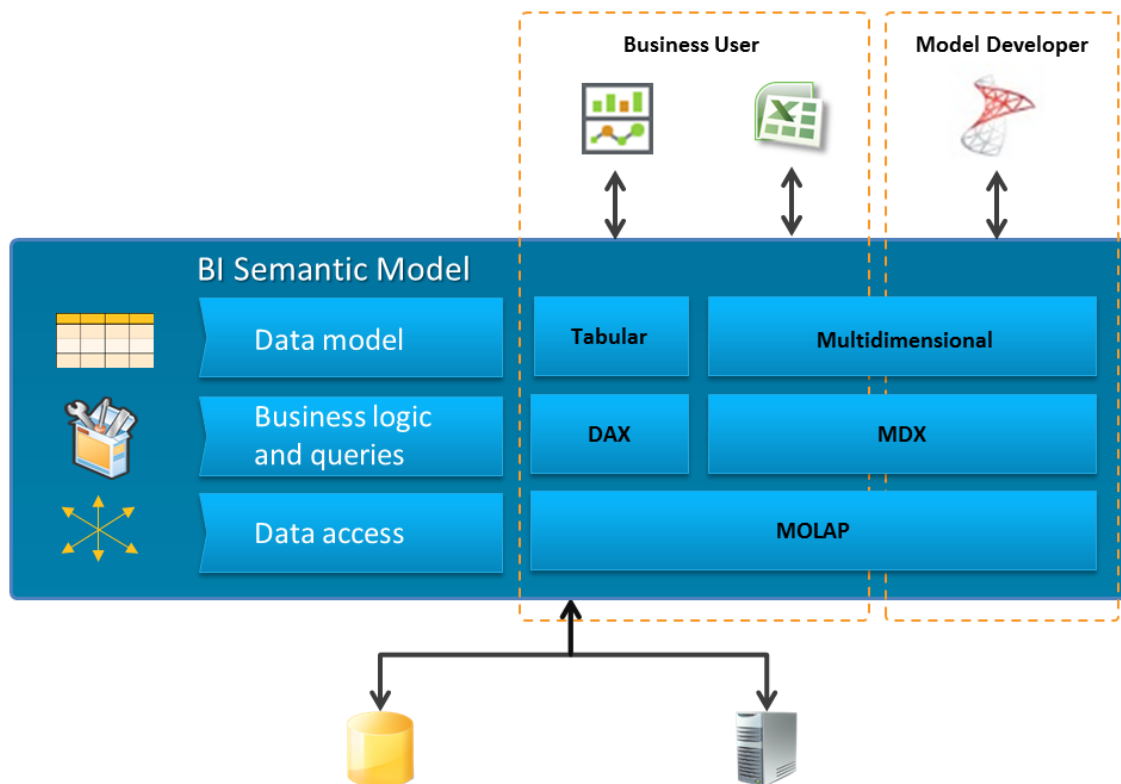 Business User
Model Developer
BI Semantic Model
Data model
Tabular
Multidimensional
Business logic
and queries
DAX
MDX
Data access
MOLAP